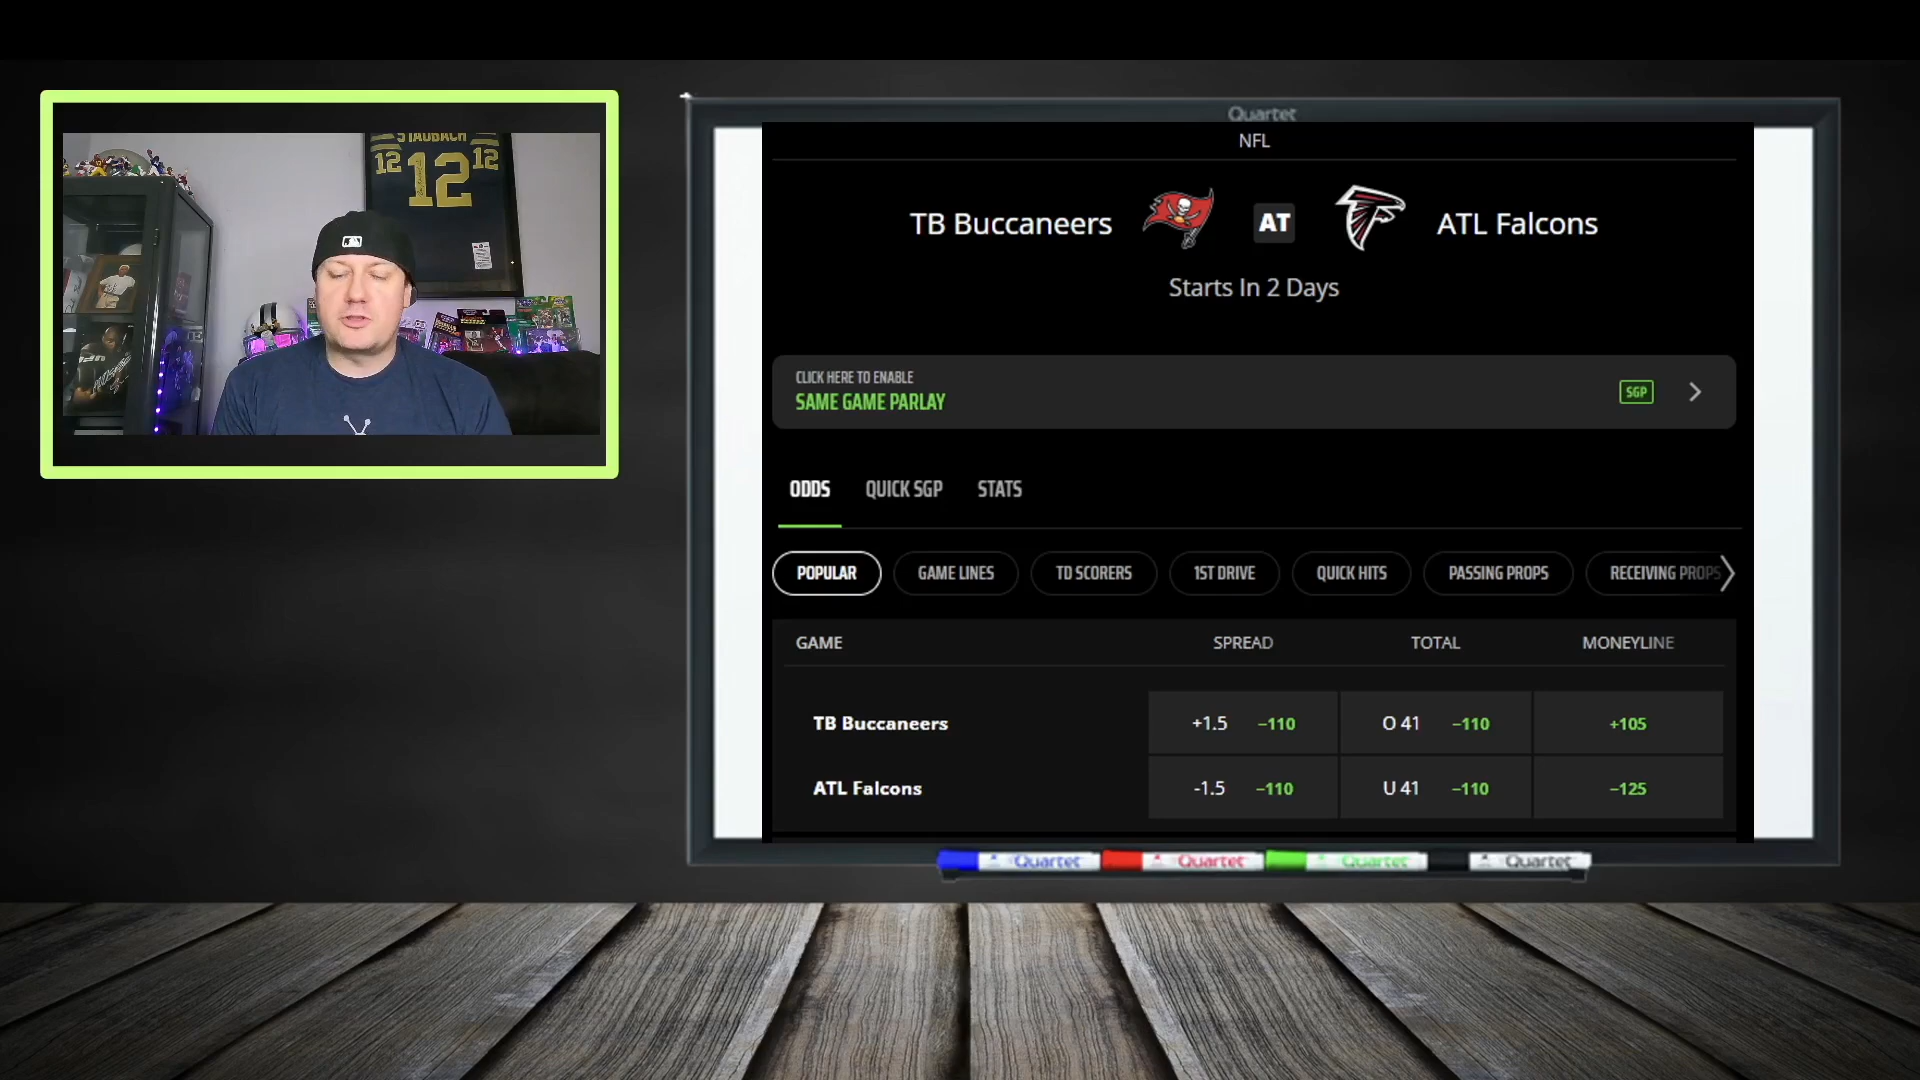 STAUBACH
12 12
12
Quartet
NFL
TB Buccaneers AT ATL Falcons
Starts In 2 Days
CLICK HERE TO ENABLE
SAME GAME PARLAY
SGP
ODDS QUICK SGP STATS
POPULAR GAME LINES TD SCORERS 1ST DRIVE QUICK HITS PASSING PROPS RECEIVING PROPS
GAME SPREAD TOTAL MONEYLINE
TB Buccaneers +1.5 −110 O 41 −110 +105
ATL Falcons -1.5 −110 U 41 −110 −125
Quartet Quartet Quartet Quartet